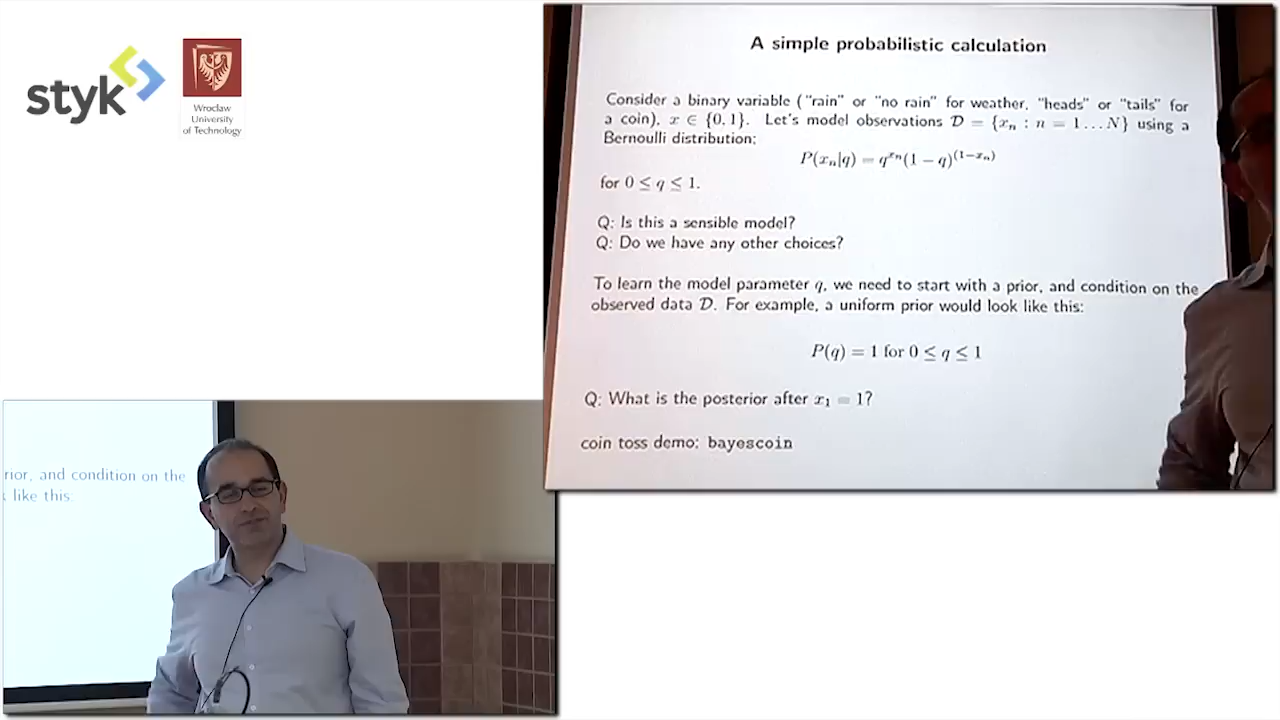 styk
Wroclaw
University
of Technology
A simple probabilistic calculation
Consider a binary variable ("rain" or "no rain" for weather, "heads" or "tails" for
a coin), x ∈ {0, 1}. Let's model observations 𝒟 = {xₙ : n = 1 … N} using a
Bernoulli distribution:
P(xₙ|q) = q^{xₙ}(1 − q)^{(1−xₙ)}
for 0 ≤ q ≤ 1.
Q: Is this a sensible model?
Q: Do we have any other choices?
To learn the model parameter q, we need to start with a prior, and condition on the
observed data 𝒟. For example, a uniform prior would look like this:
P(q) = 1 for 0 ≤ q ≤ 1
Q: What is the posterior after x₁ = 1?
coin toss demo: bayescoin
rior, and condition on the
like this: